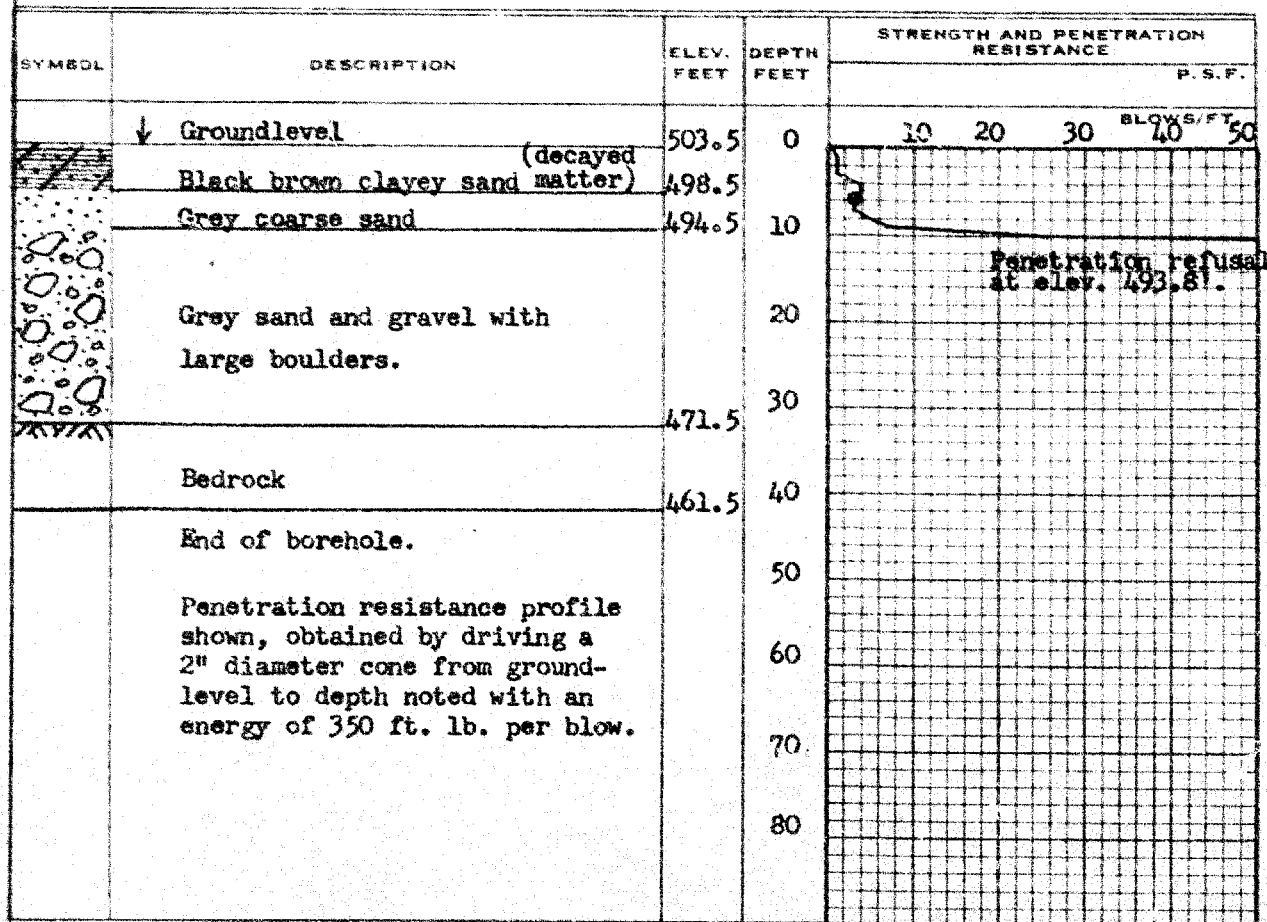 STRENGTH AND PENETRATION
RESISTANCE
SYMBOL DESCRIPTION ELEV. FEET DEPTH FEET
P.S.F.
BLOWS/FT.
10 20 30 40 50
Groundlevel 503.5 0
(decayed
Black brown clayey sand matter) 498.5
Grey coarse sand 494.5 10
Penetration refusal
at elev. 493.8'.
Grey sand and gravel with 20
large boulders.
30
471.5
Bedrock
461.5 40
End of borehole.
50
Penetration resistance profile
shown, obtained by driving a
2" diameter cone from ground- 60
level to depth noted with an
energy of 350 ft. lb. per blow.
70
80